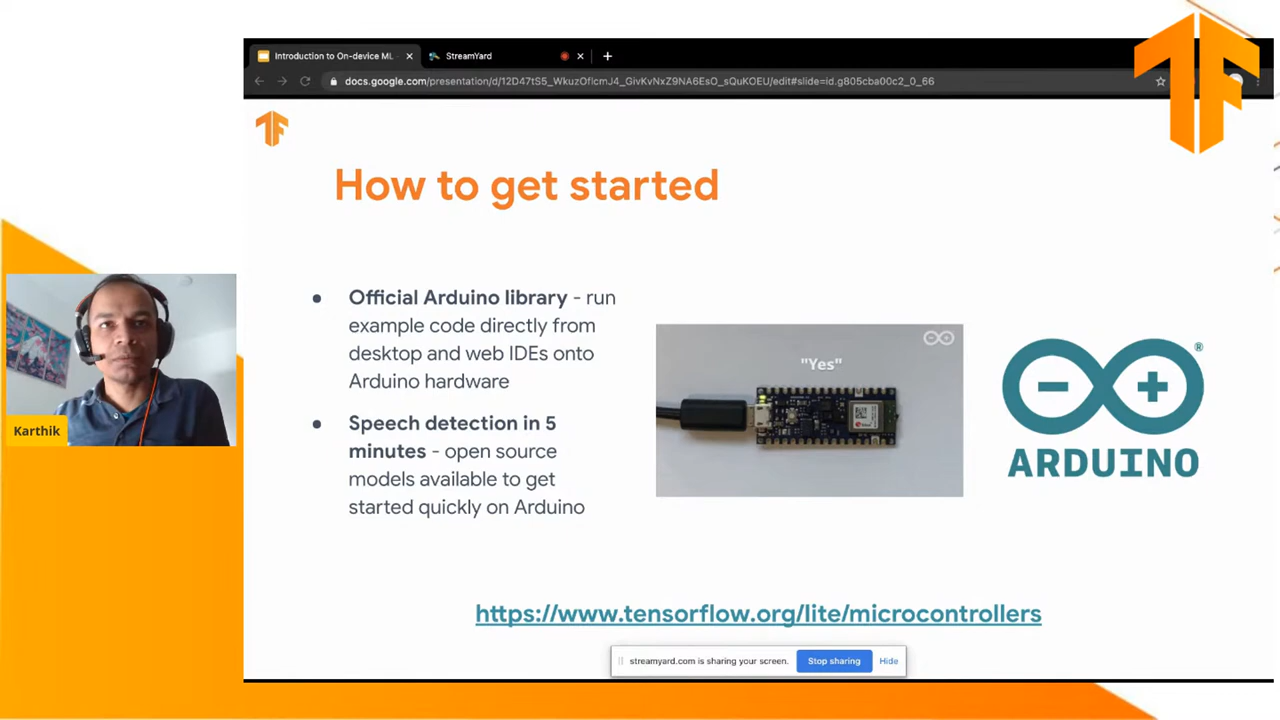 Introduction to On-device ML
StreamYard
docs.google.com/presentation/d/12D47tS5_WkuzOflcmJ4_GivKvNxZ9NA6EsO_sQuKOEU/edit#slide=id.g805cba00c2_0_66
How to get started
Official Arduino library - run
example code directly from
desktop and web IDEs onto
Arduino hardware
Speech detection in 5
minutes - open source
models available to get
started quickly on Arduino
"Yes"
ARDUINO
®
Karthik
https://www.tensorflow.org/lite/microcontrollers
streamyard.com is sharing your screen.
Stop sharing
Hide